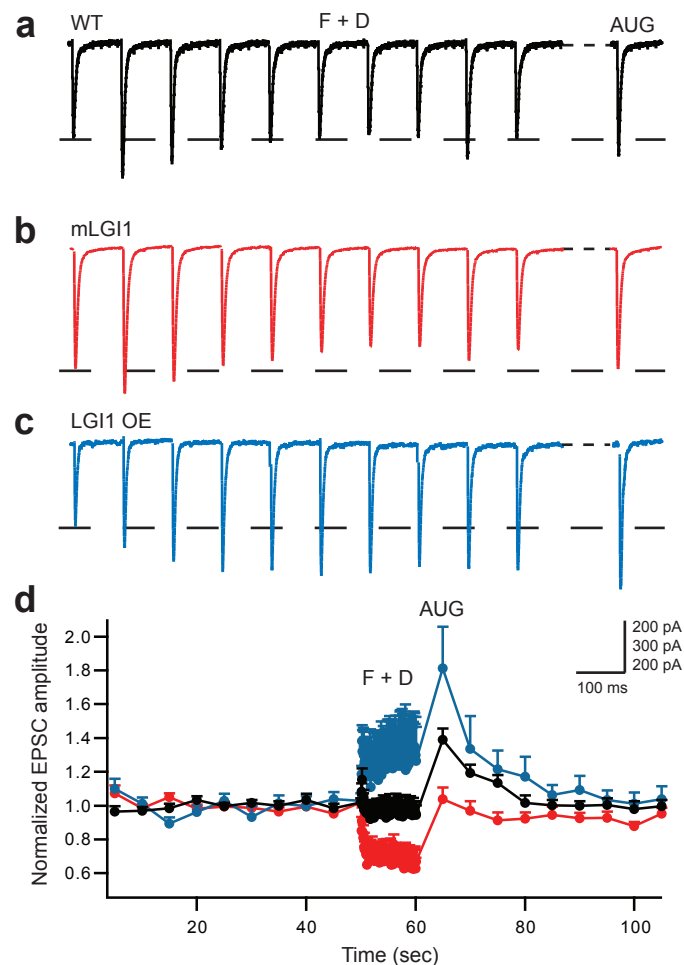 a
WT
F + D
AUG
b
mLGI1
c
LGI1 OE
d
AUG
F + D
200 pA
300 pA
200 pA
100 ms
Normalized EPSC amplitude
2.0
1.8
1.6
1.4
1.2
1.0
0.8
0.6
20
40
60
80
100
Time (sec)